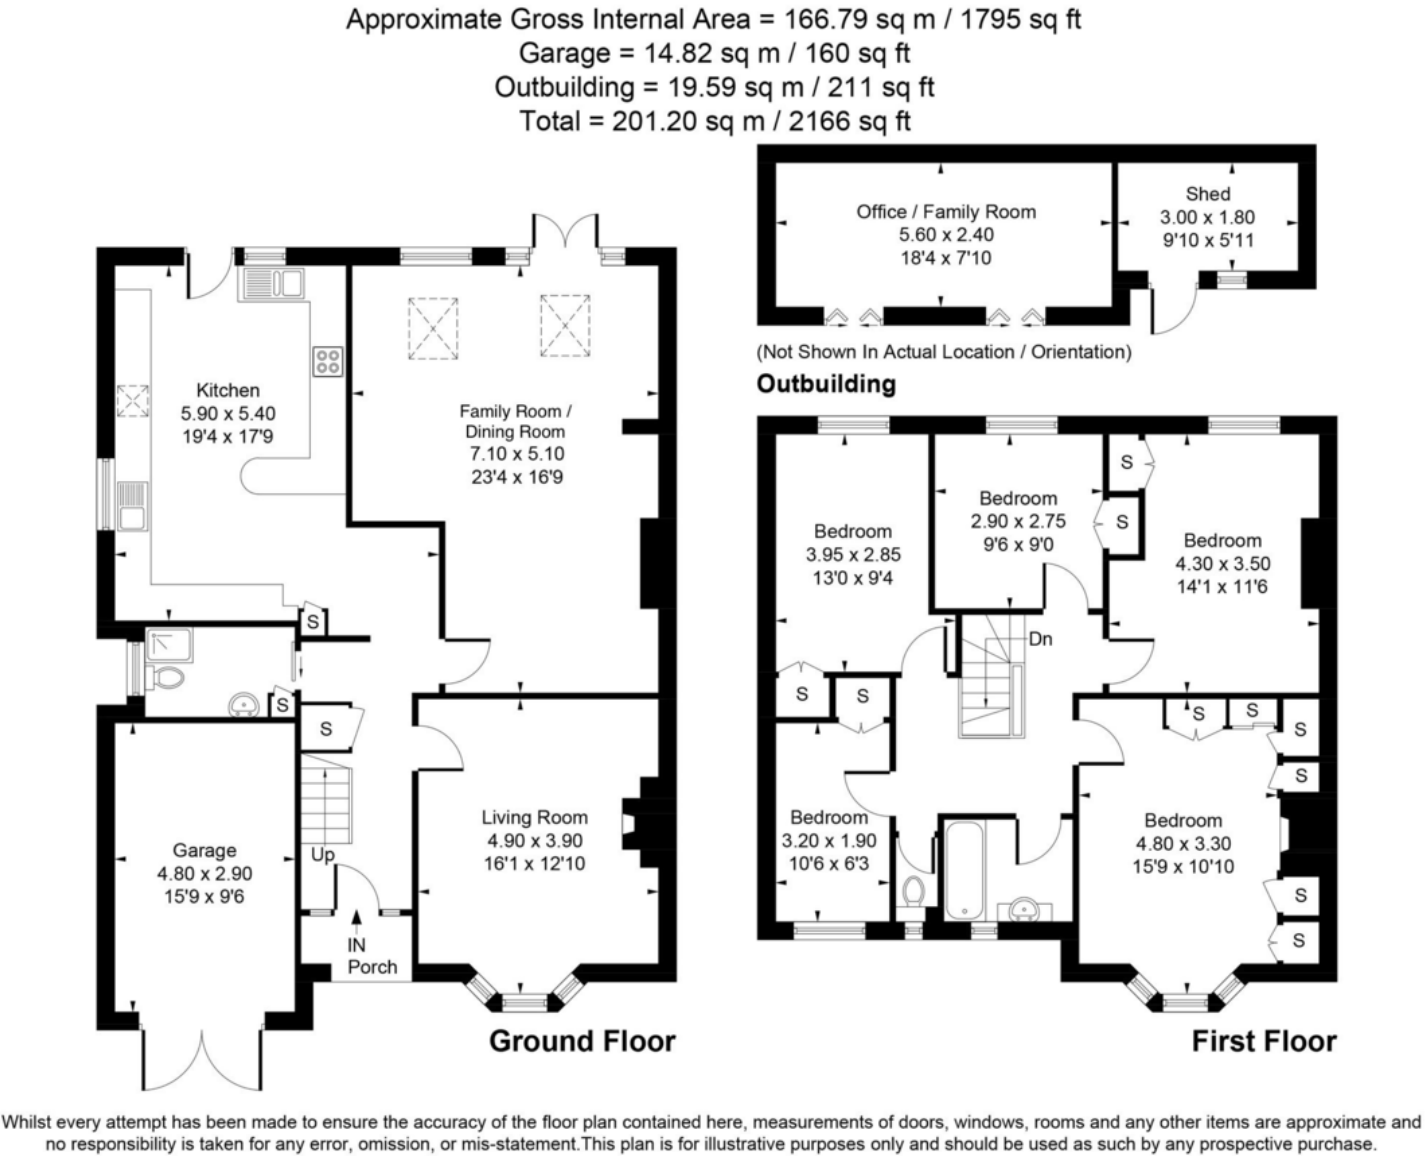 Approximate Gross Internal Area = 166.79 sq m / 1795 sq ft
Garage = 14.82 sq m / 160 sq ft
Outbuilding = 19.59 sq m / 211 sq ft
Total = 201.20 sq m / 2166 sq ft
Office / Family Room
5.60 x 2.40
18'4 x 7'10
Shed
3.00 x 1.80
9'10 x 5'11
(Not Shown In Actual Location / Orientation)
Outbuilding
Kitchen
5.90 x 5.40
19'4 x 17'9
Family Room /
Dining Room
7.10 x 5.10
23'4 x 16'9
S
S
S
Garage
4.80 x 2.90
15'9 x 9'6
Up
Living Room
4.90 x 3.90
16'1 x 12'10
IN
Porch
Ground Floor
Bedroom
3.95 x 2.85
13'0 x 9'4
Bedroom
2.90 x 2.75
9'6 x 9'0
S
S
Bedroom
4.30 x 3.50
14'1 x 11'6
Dn
S
S
S
S
S
S
Bedroom
3.20 x 1.90
10'6 x 6'3
Bedroom
4.80 x 3.30
15'9 x 10'10
S
S
First Floor
Whilst every attempt has been made to ensure the accuracy of the floor plan contained here, measurements of doors, windows, rooms and any other items are approximate and
no responsibility is taken for any error, omission, or mis-statement.This plan is for illustrative purposes only and should be used as such by any prospective purchase.